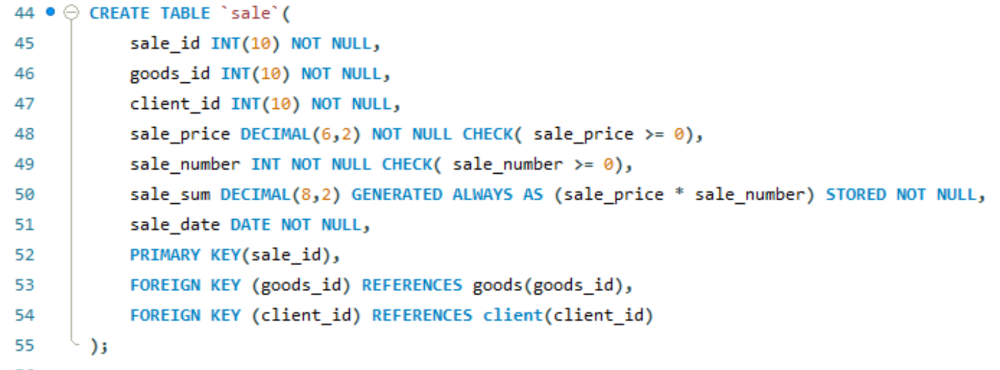 44 CREATE TABLE `sale`(
45 sale_id INT(10) NOT NULL,
46 goods_id INT(10) NOT NULL,
47 client_id INT(10) NOT NULL,
48 sale_price DECIMAL(6,2) NOT NULL CHECK( sale_price >= 0),
49 sale_number INT NOT NULL CHECK( sale_number >= 0),
50 sale_sum DECIMAL(8,2) GENERATED ALWAYS AS (sale_price * sale_number) STORED NOT NULL,
51 sale_date DATE NOT NULL,
52 PRIMARY KEY(sale_id),
53 FOREIGN KEY (goods_id) REFERENCES goods(goods_id),
54 FOREIGN KEY (client_id) REFERENCES client(client_id)
55 );